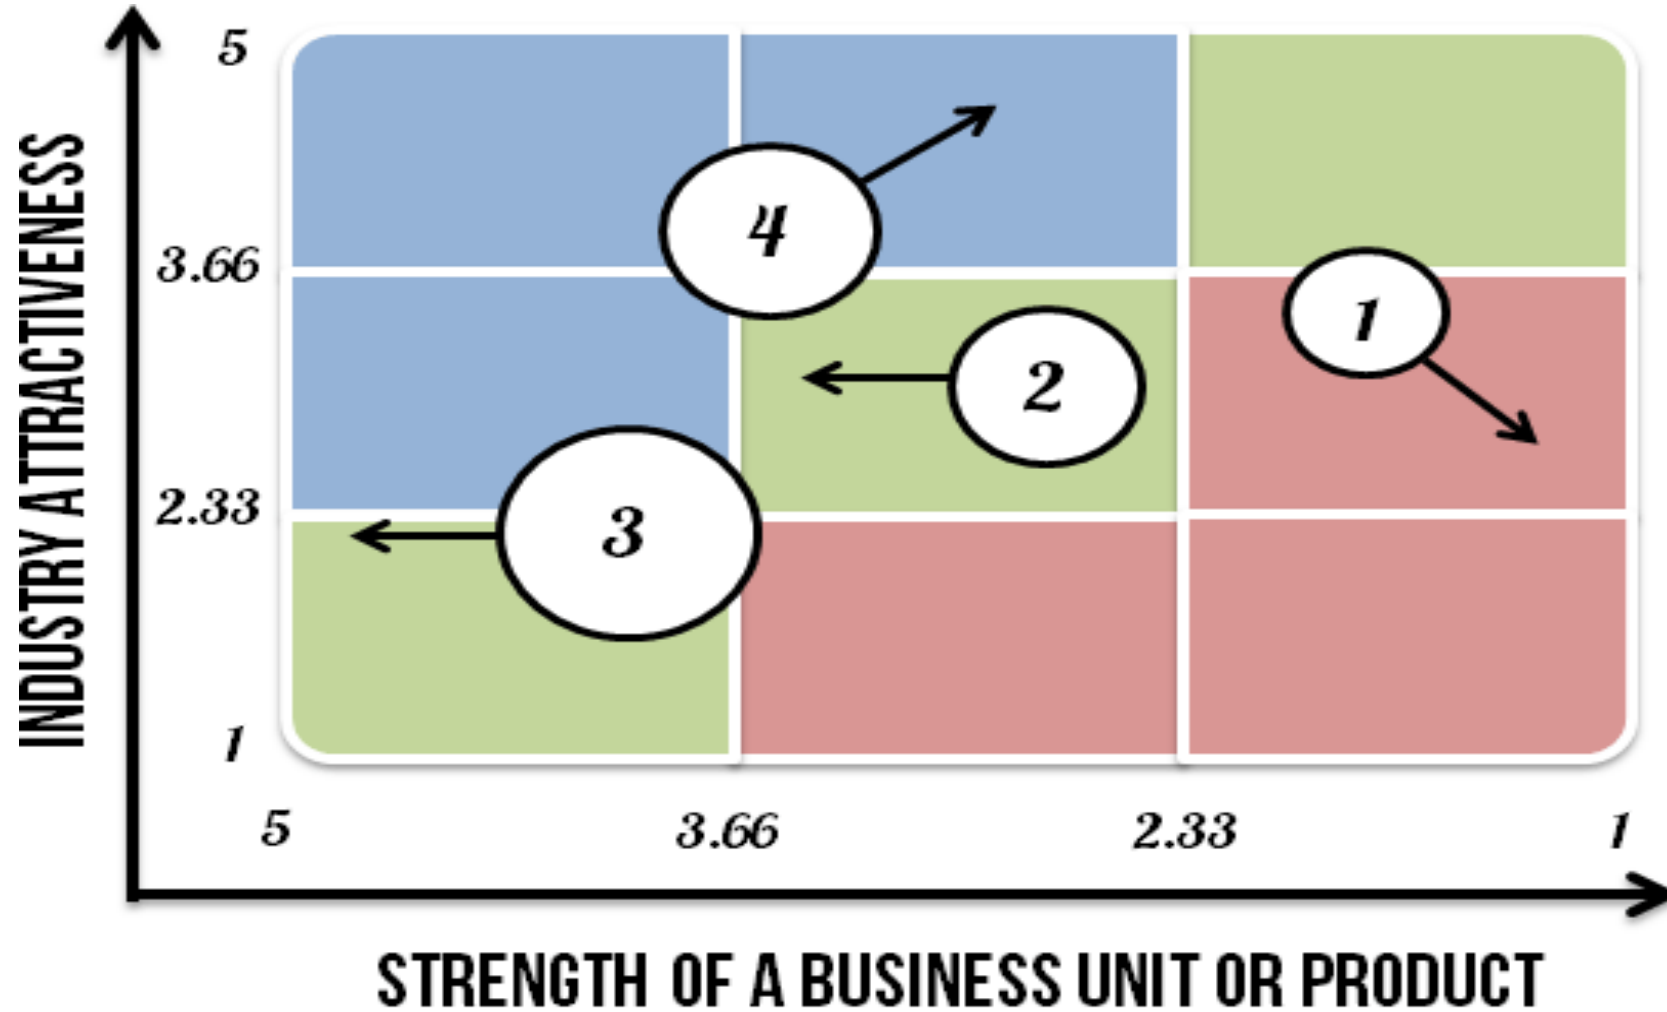 INDUSTRY ATTRACTIVENESS
5
4
3.66
1
2
2.33
3
1
5 3.66 2.33 1
STRENGTH OF A BUSINESS UNIT OR PRODUCT